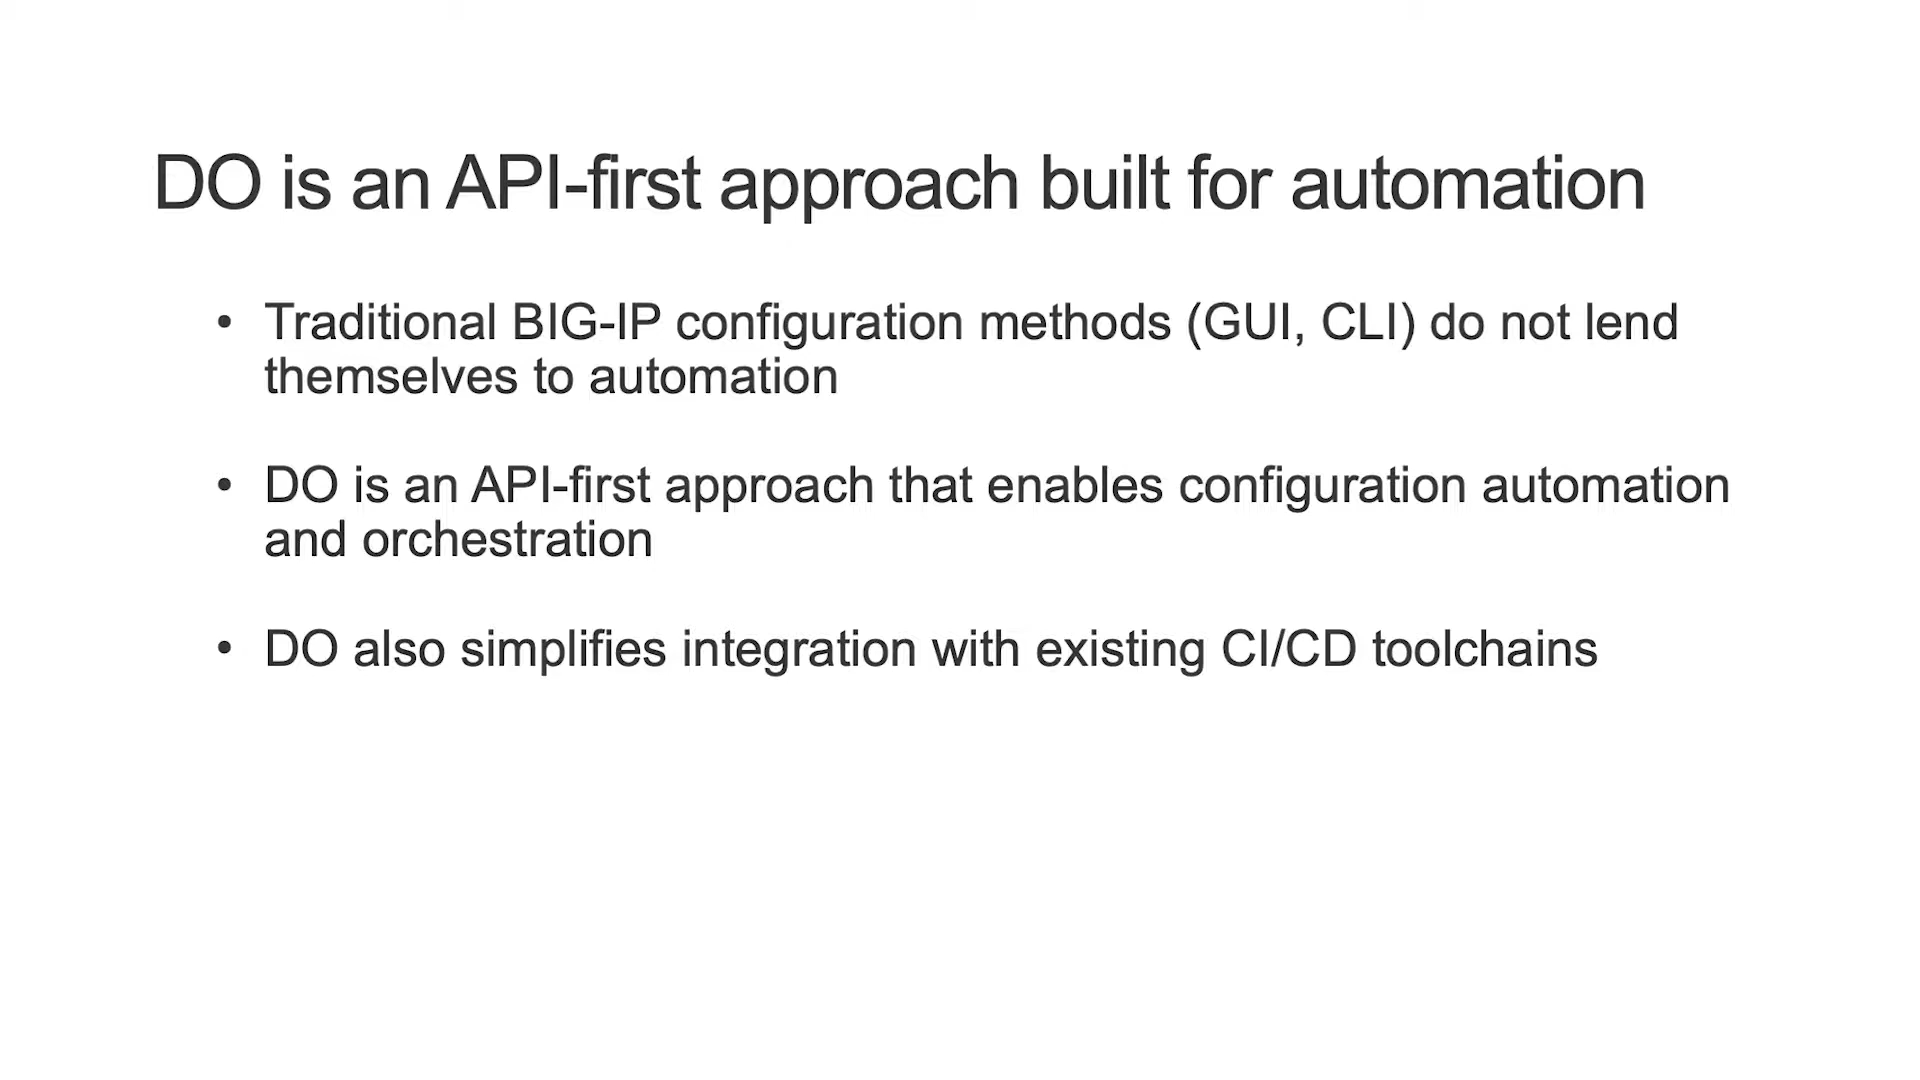 DO is an API-first approach built for automation
• Traditional BIG-IP configuration methods (GUI, CLI) do not lend
themselves to automation
• DO is an API-first approach that enables configuration automation
and orchestration
• DO also simplifies integration with existing CI/CD toolchains